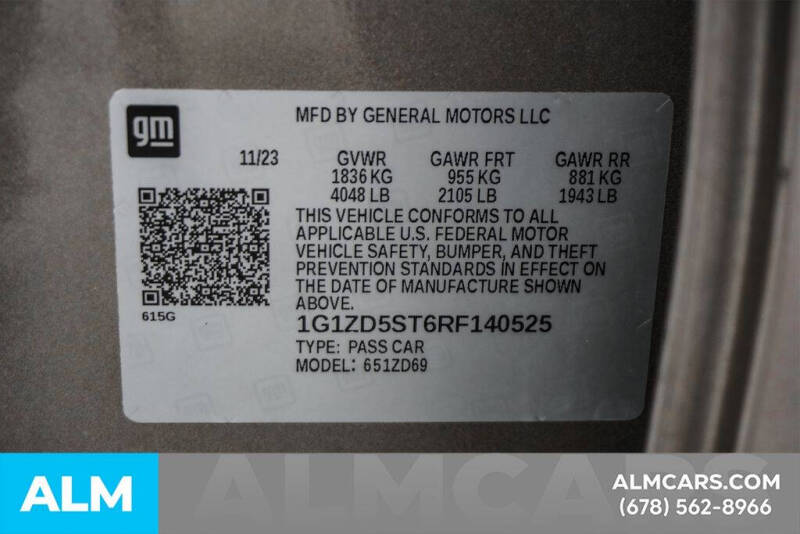 gm
MFD BY GENERAL MOTORS LLC
11/23 GVWR GAWR FRT GAWR RR
1836 KG 955 KG 881 KG
4048 LB 2105 LB 1943 LB
THIS VEHICLE CONFORMS TO ALL
APPLICABLE U.S. FEDERAL MOTOR
VEHICLE SAFETY, BUMPER, AND THEFT
PREVENTION STANDARDS IN EFFECT ON
THE DATE OF MANUFACTURE SHOWN
ABOVE.
615G
1G1ZD5ST6RF140525
TYPE: PASS CAR
MODEL: 651ZD69
ALM
ALMCARS
ALMCARS.COM
(678) 562-8966